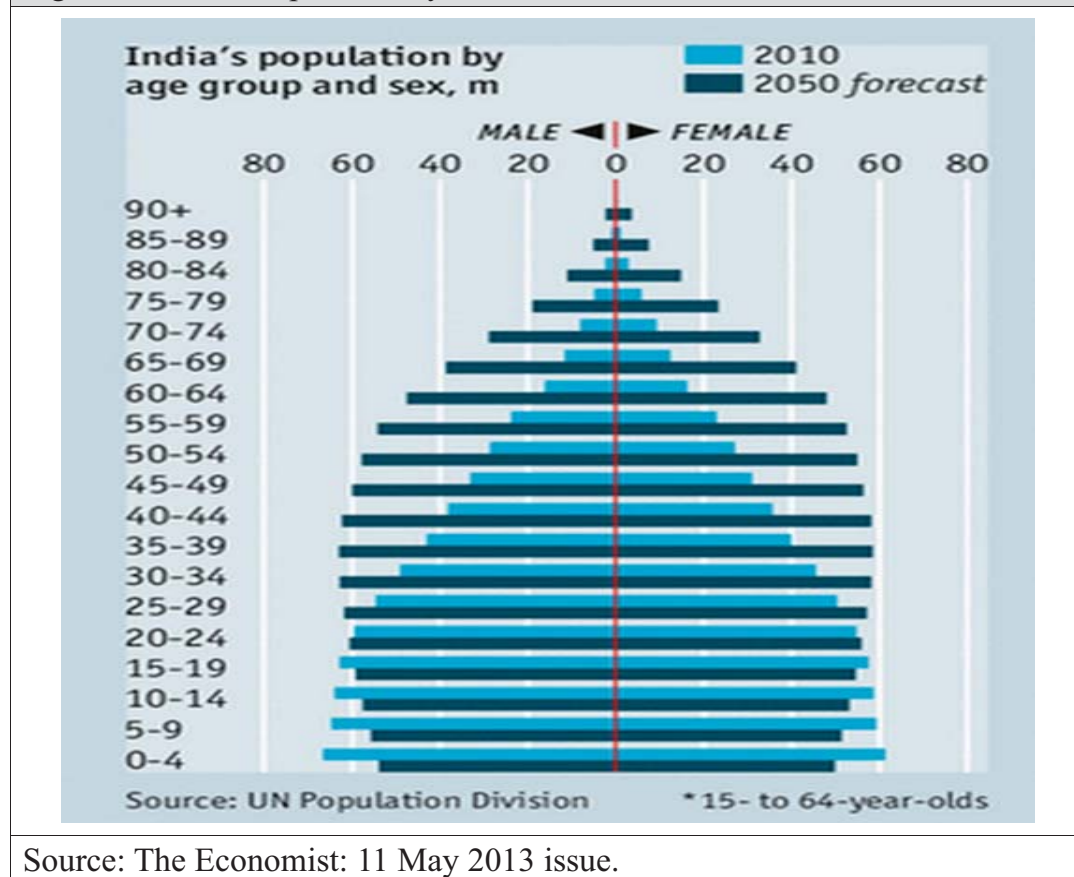 India's population by
age group and sex, m
2010
2050 forecast
MALE ◄ ► FEMALE
80 60 40 20 0 20 40 60 80
90+
85-89
80-84
75-79
70-74
65-69
60-64
55-59
50-54
45-49
40-44
35-39
30-34
25-29
20-24
15-19
10-14
5-9
0-4
Source: UN Population Division *15- to 64-year-olds
Source: The Economist: 11 May 2013 issue.